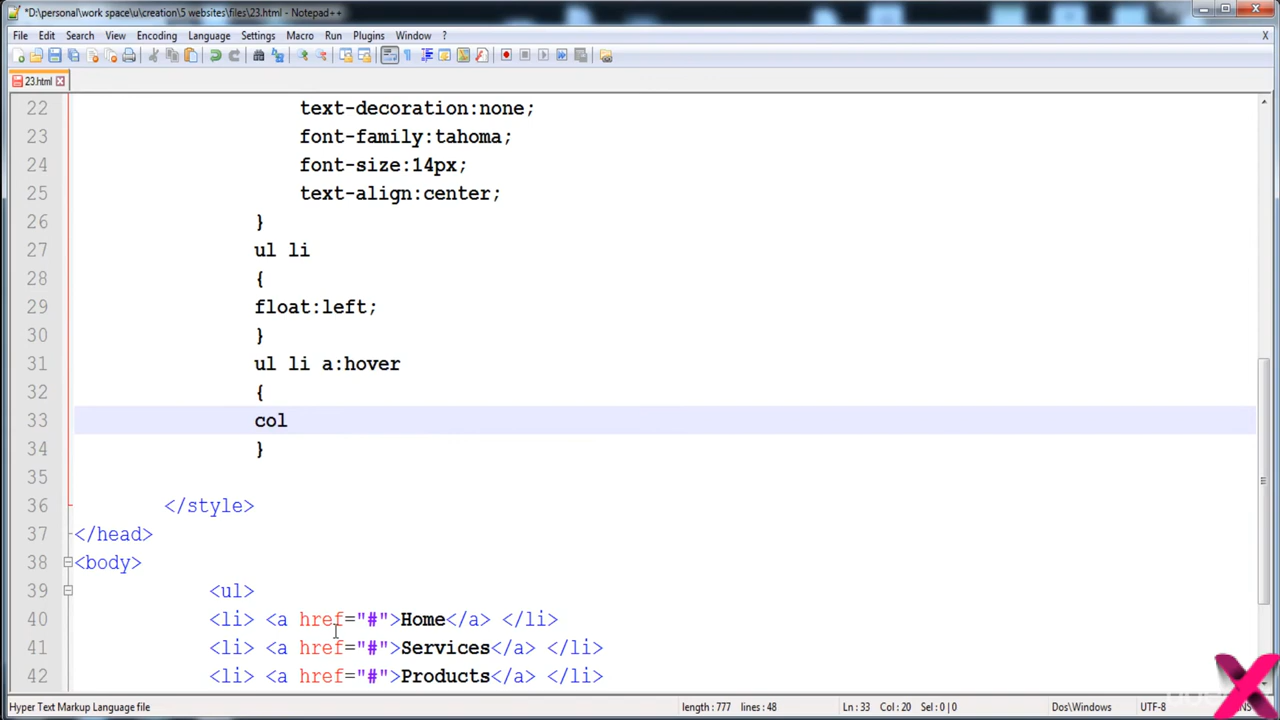 *D:\personal\work space\u\creation\5 websites\files\23.html - Notepad++
File Edit Search View Encoding Language Settings Macro Run Plugins Window ? X
23.html
22 text-decoration:none;
23 font-family:tahoma;
24 font-size:14px;
25 text-align:center;
26 }
27 ul li
28 {
29 float:left;
30 }
31 ul li a:hover
32 {
33 col
34 }
35
36 </style>
37 </head>
38 <body>
39 <ul>
40 <li> <a href="#">Home</a> </li>
41 <li> <a href="#">Services</a> </li>
42 <li> <a href="#">Products</a> </li>
Hyper Text Markup Language file length : 777 lines : 48 Ln : 33 Col : 20 Sel : 0 | 0 Dos\Windows UTF-8